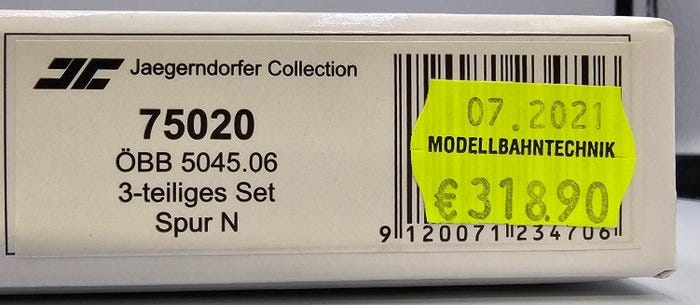 JC Jaegerndorfer Collection
75020
ÖBB 5045.06
3-teiliges Set
Spur N
07.2021
MODELLBAHNTECHNIK
€318.90
9 120071 234706